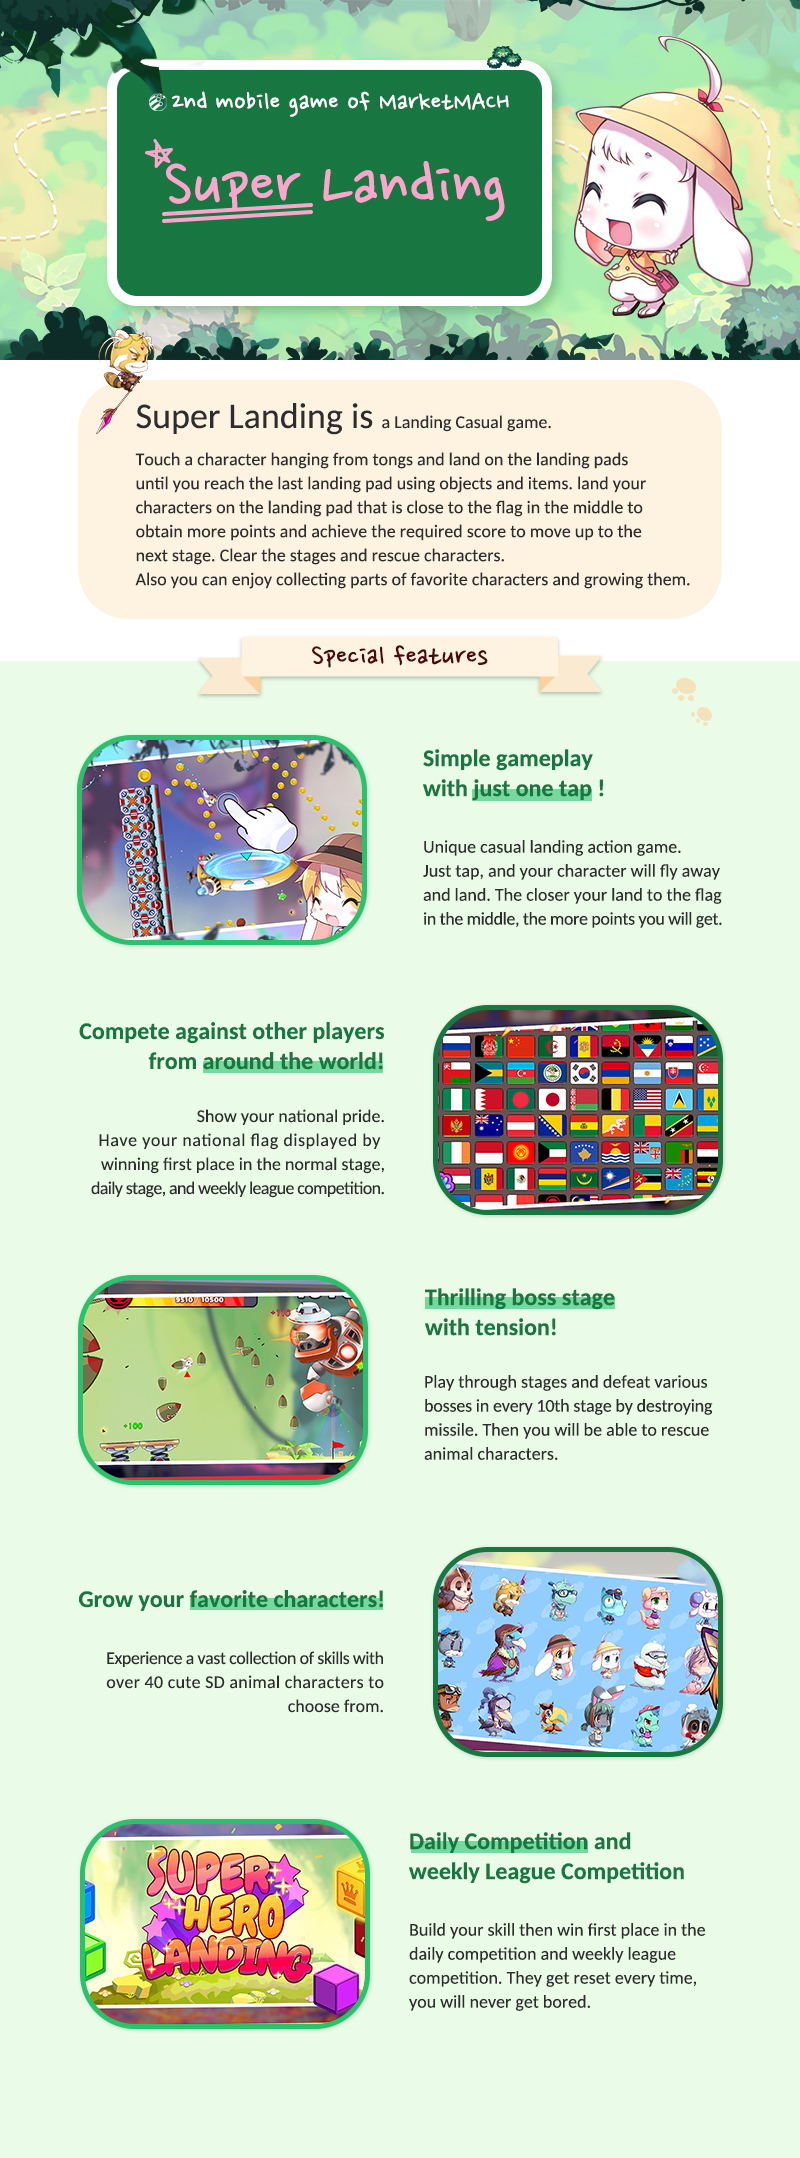 2nd mobile game of MarketMACH
Super Landing
Super Landing is a Landing Casual game.
Touch a character hanging from tongs and land on the landing pads
until you reach the last landing pad using objects and items. land your
characters on the landing pad that is close to the flag in the middle to
obtain more points and achieve the required score to move up to the
next stage. Clear the stages and rescue characters.
Also you can enjoy collecting parts of favorite characters and growing them.
Special features
Simple gameplay
with just one tap !
Unique casual landing action game.
Just tap, and your character will fly away
and land. The closer your land to the flag
in the middle, the more points you will get.
Compete against other players
from around the world!
Show your national pride.
Have your national flag displayed by
winning first place in the normal stage,
daily stage, and weekly league competition.
9510 / 10500
+100
+100
Thrilling boss stage
with tension!
Play through stages and defeat various
bosses in every 10th stage by destroying
missile. Then you will be able to rescue
animal characters.
Grow your favorite characters!
Experience a vast collection of skills with
over 40 cute SD animal characters to
choose from.
SUPER
HERO
LANDING
Daily Competition and
weekly League Competition
Build your skill then win first place in the
daily competition and weekly league
competition. They get reset every time,
you will never get bored.